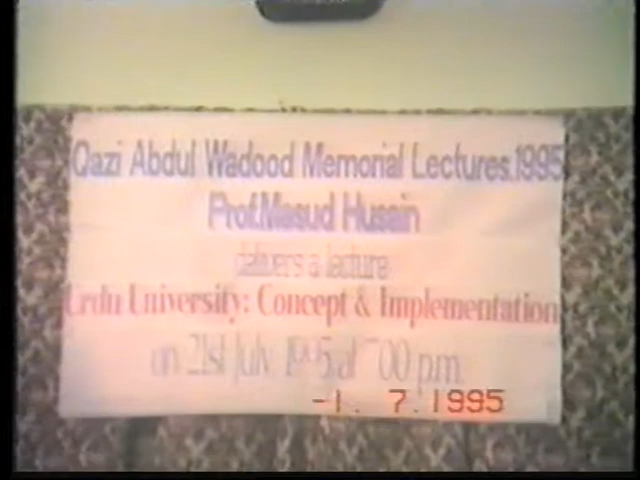 Qazi Abdul Wadood Memorial Lectures,1995
Prof.Masud Husain
delivers a lecture
Urdu University: Concept & Implementation
on 21st July 1995 at 7.00 p.m.
-1. 7.1995